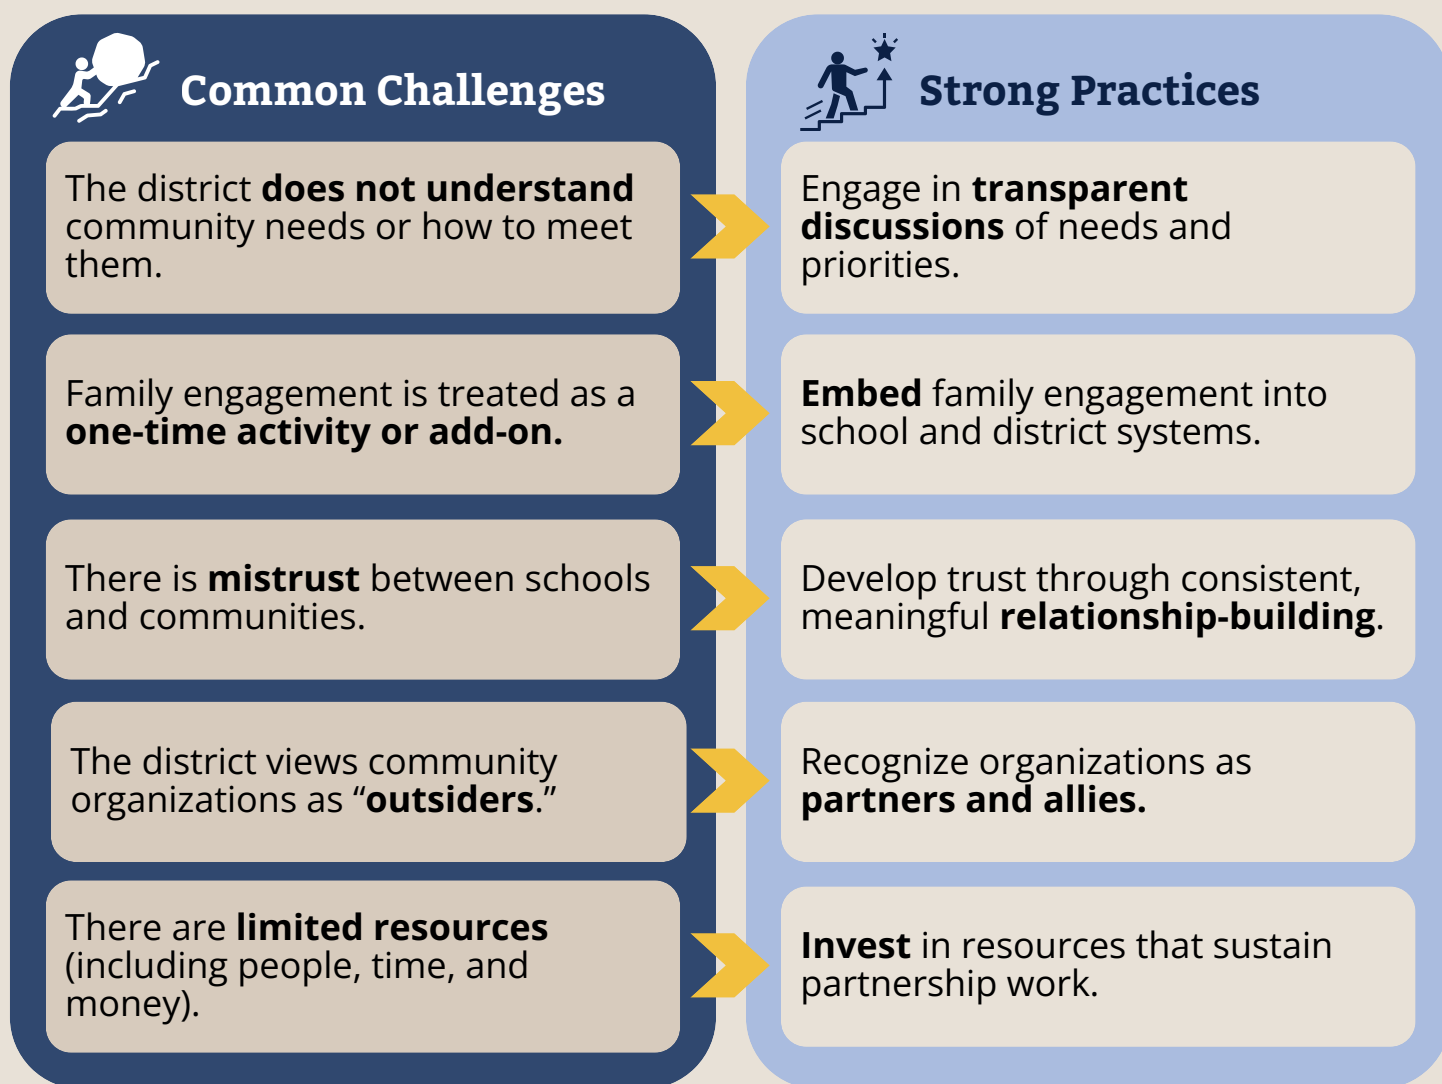 Common Challenges
The district does not understand
community needs or how to meet
them.
Family engagement is treated as a
one-time activity or add-on.
There is mistrust between schools
and communities.
The district views community
organizations as “outsiders.”
There are limited resources
(including people, time, and
money).
Strong Practices
Engage in transparent
discussions of needs and
priorities.
Embed family engagement into
school and district systems.
Develop trust through consistent,
meaningful relationship-building.
Recognize organizations as
partners and allies.
Invest in resources that sustain
partnership work.